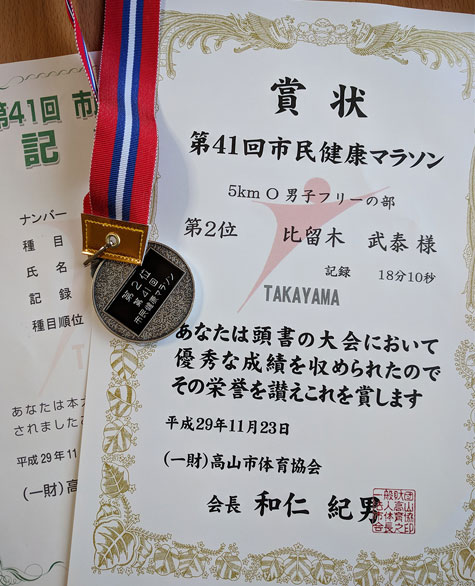 賞状
第41回市民健康マラソン
5km O 男子フリーの部
第2位 比留木 武泰 様
記録 18分10秒
TAKAYAMA
あなたは頭書の大会において
優秀な成績を収められたので
その栄誉を讃えこれを賞します
平成29年11月23日
(一財)高山市体育協会
会長 和仁 紀男
第41回 市
記
ナンバー
種目
氏名
記録
種目順位
あなたは本
されました
平成29年11
(一財)高